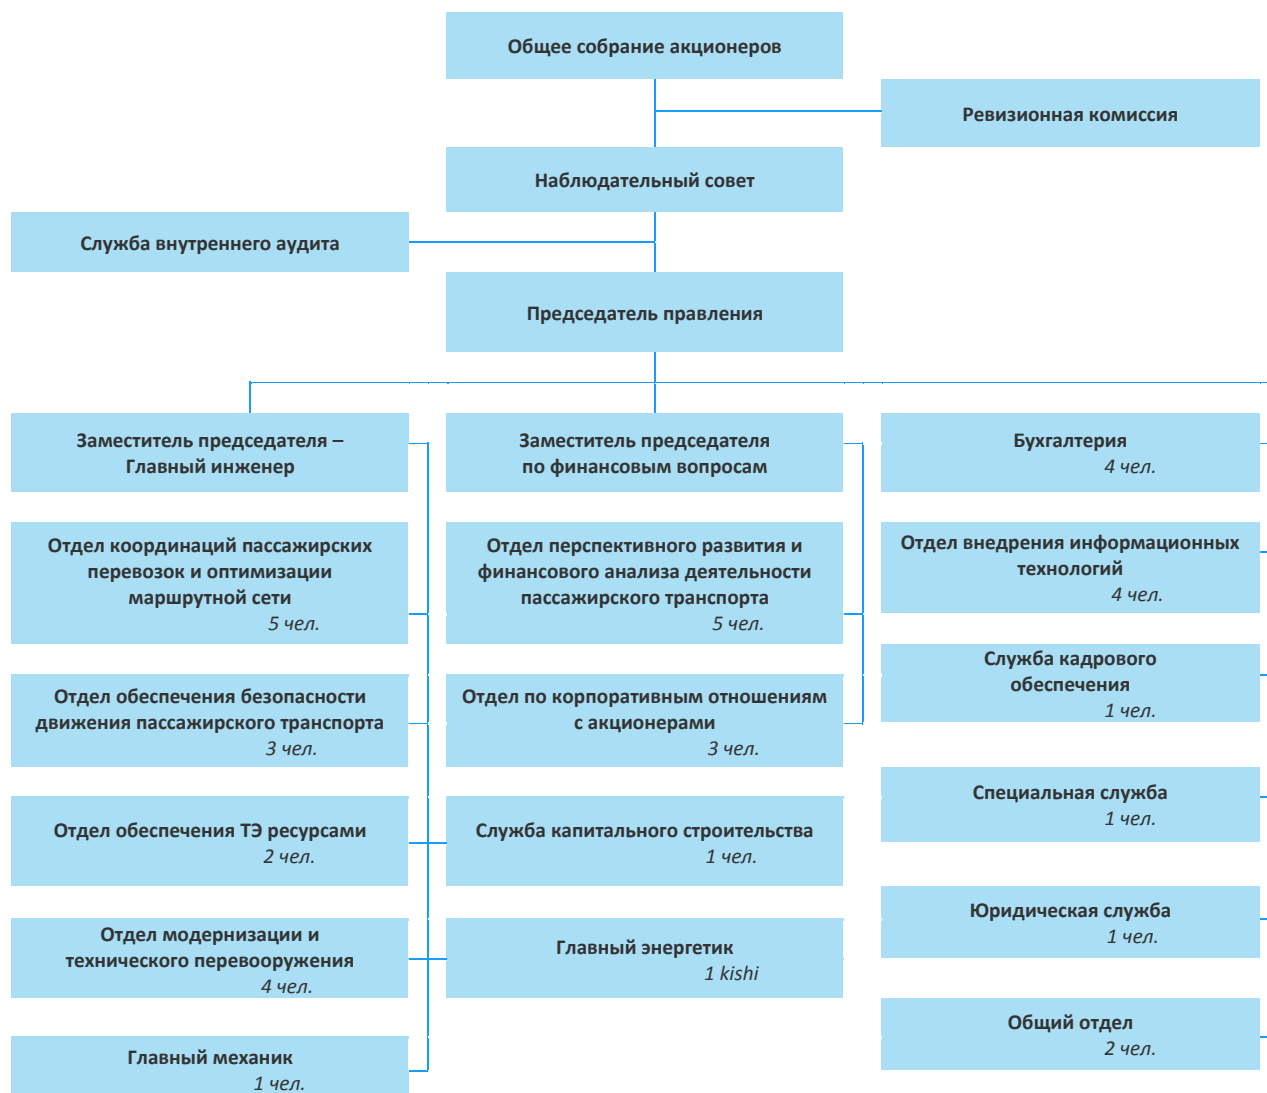 Общее собрание акционеров
Ревизионная комиссия
Наблюдательный совет
Служба внутреннего аудита
Председатель правления
Заместитель председателя –
Главный инженер
Заместитель председателя
по финансовым вопросам
Бухгалтерия
4 чел.
Отдел координаций пассажирских
перевозок и оптимизации
маршрутной сети
5 чел.
Отдел перспективного развития и
финансового анализа деятельности
пассажирского транспорта
5 чел.
Отдел внедрения информационных
технологий
4 чел.
Отдел обеспечения безопасности
движения пассажирского транспорта
3 чел.
Отдел по корпоративным отношениям
с акционерами
3 чел.
Служба кадрового
обеспечения
1 чел.
Отдел обеспечения ТЭ ресурсами
2 чел.
Служба капитального строительства
1 чел.
Специальная служба
1 чел.
Отдел модернизации и
технического перевооружения
4 чел.
Главный энергетик
1 kishi
Юридическая служба
1 чел.
Главный механик
1 чел.
Общий отдел
2 чел.